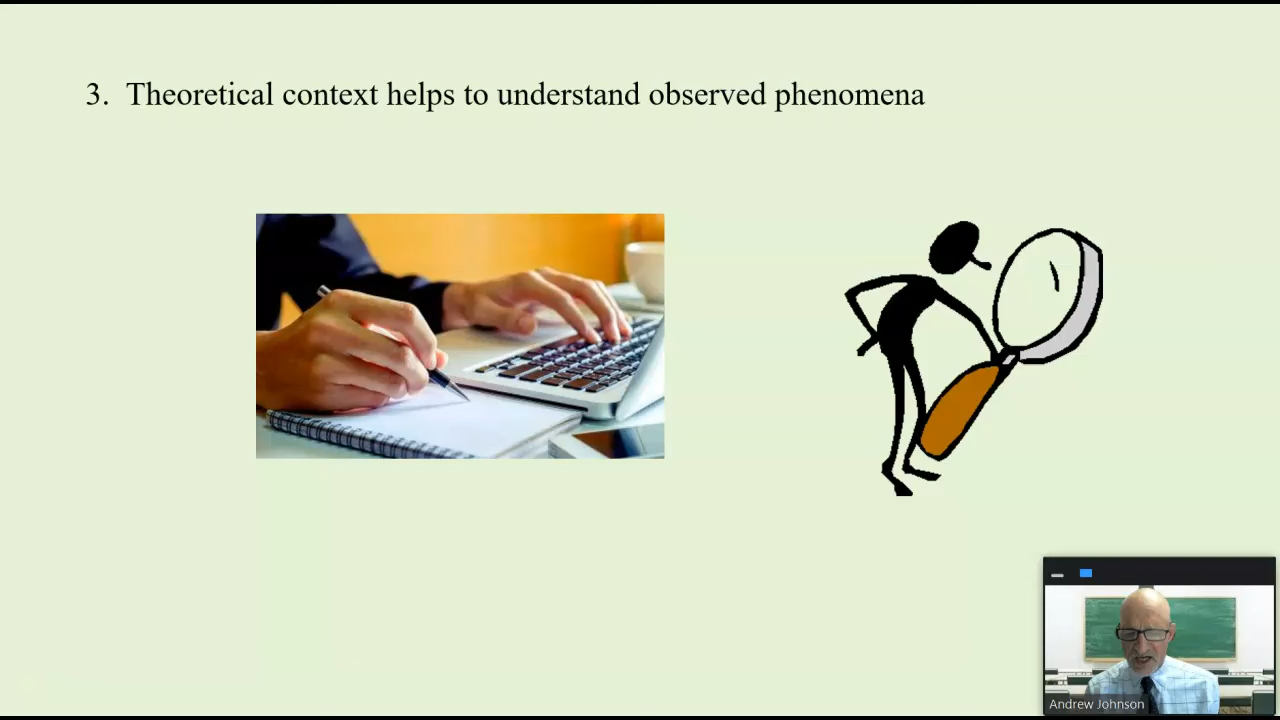 3. Theoretical context helps to understand observed phenomena
Andrew Johnson